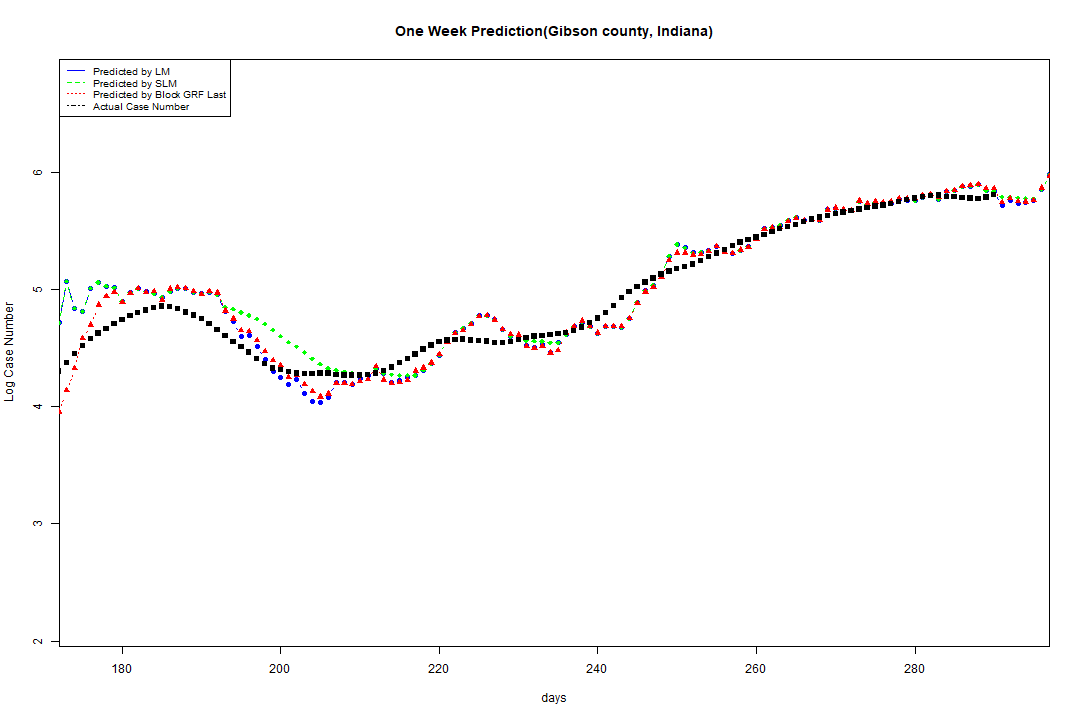 One Week Prediction(Gibson county, Indiana)
Predicted by LM
Predicted by SLM
Predicted by Block GRF Last
Actual Case Number
6
5
4
3
2
Log Case Number
180 200 220 240 260 280
days